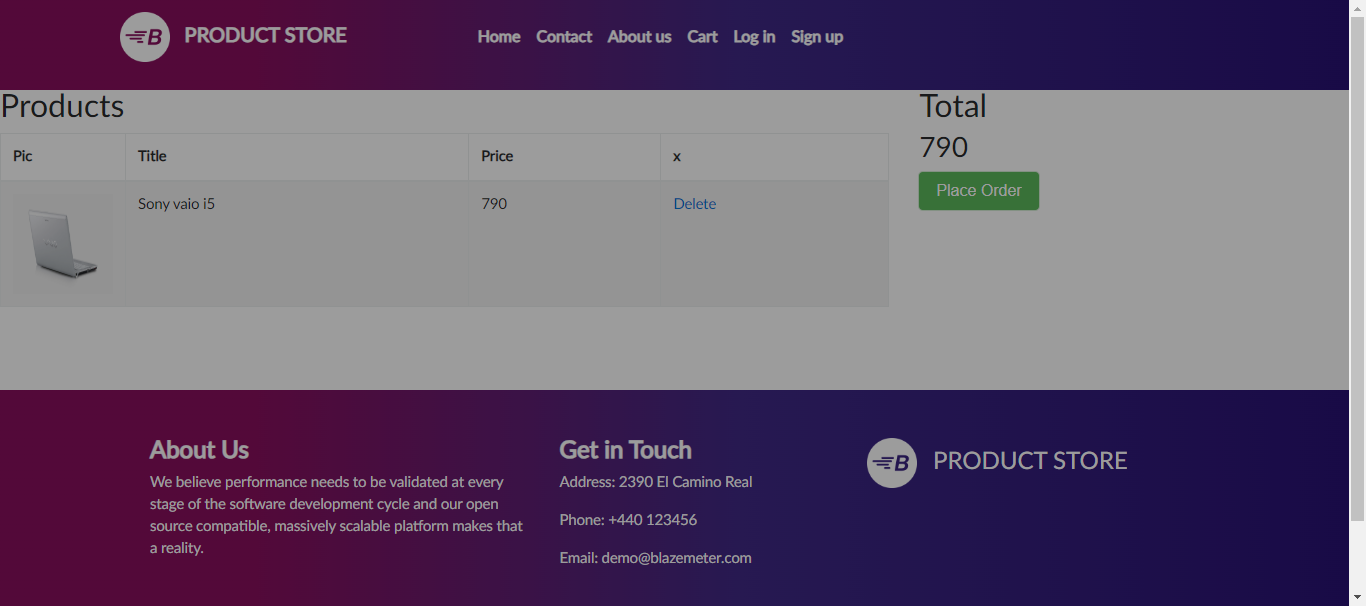 B PRODUCT STORE
Home Contact About us Cart Log in Sign up
Products
Pic Title Price x
Sony vaio i5 790 Delete
Total
790
Place Order
About Us
We believe performance needs to be validated at every
stage of the software development cycle and our open
source compatible, massively scalable platform makes that
a reality.
Get in Touch
Address: 2390 El Camino Real
Phone: +440 123456
Email: demo@blazemeter.com
B PRODUCT STORE